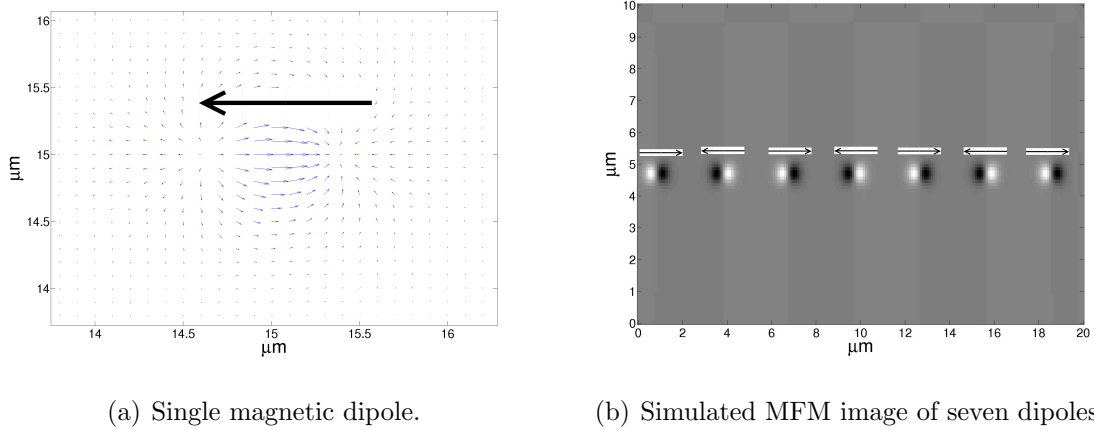 16
15.5
15
14.5
14
μm
14 14.5 15 15.5 16
μm
10
9
8
7
6
5
4
3
2
1
0
μm
0 2 4 6 8 10 12 14 16 18 20
μm
(a) Single magnetic dipole.
(b) Simulated MFM image of seven dipoles